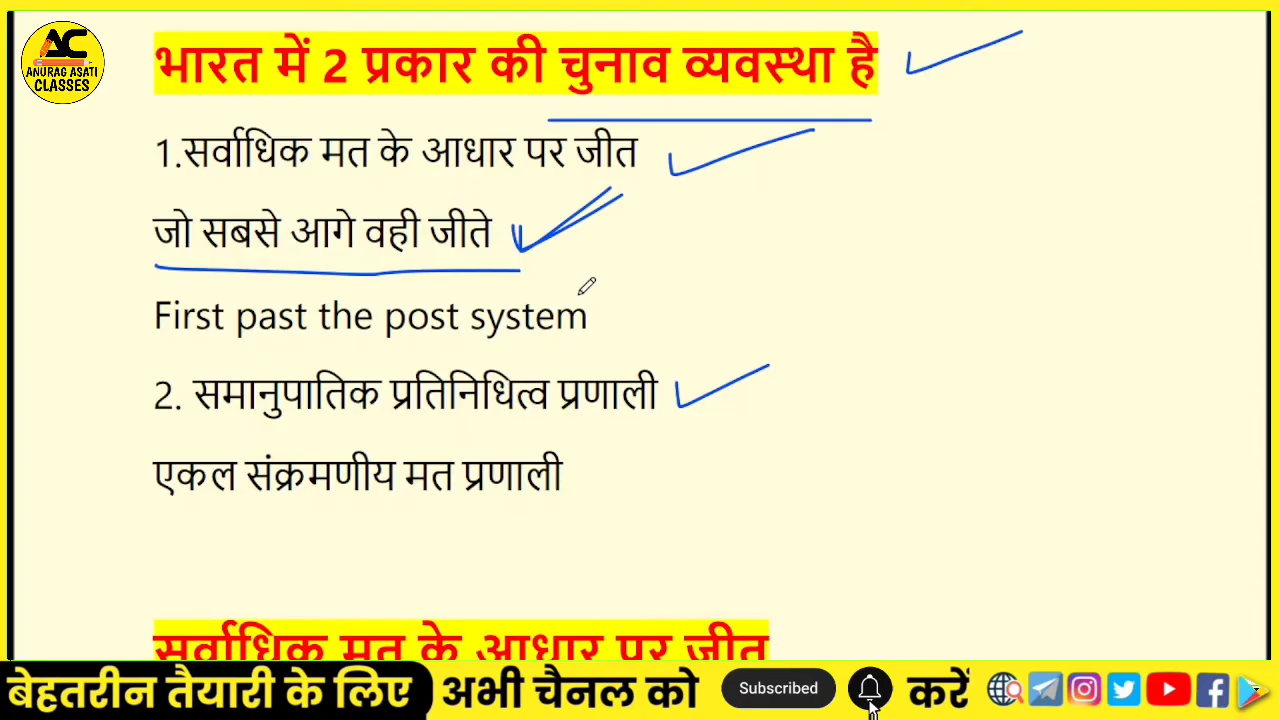 AC
ANURAG ASATI
CLASSES
भारत में 2 प्रकार की चुनाव व्यवस्था है
1.सर्वाधिक मत के आधार पर जीत
जो सबसे आगे वही जीते
First past the post system
2. समानुपातिक प्रतिनिधित्व प्रणाली
एकल संक्रमणीय मत प्रणाली
सर्वाधिक मत के आधार पर जीत
बेहतरीन तैयारी के लिए अभी चैनल को Subscribed करें